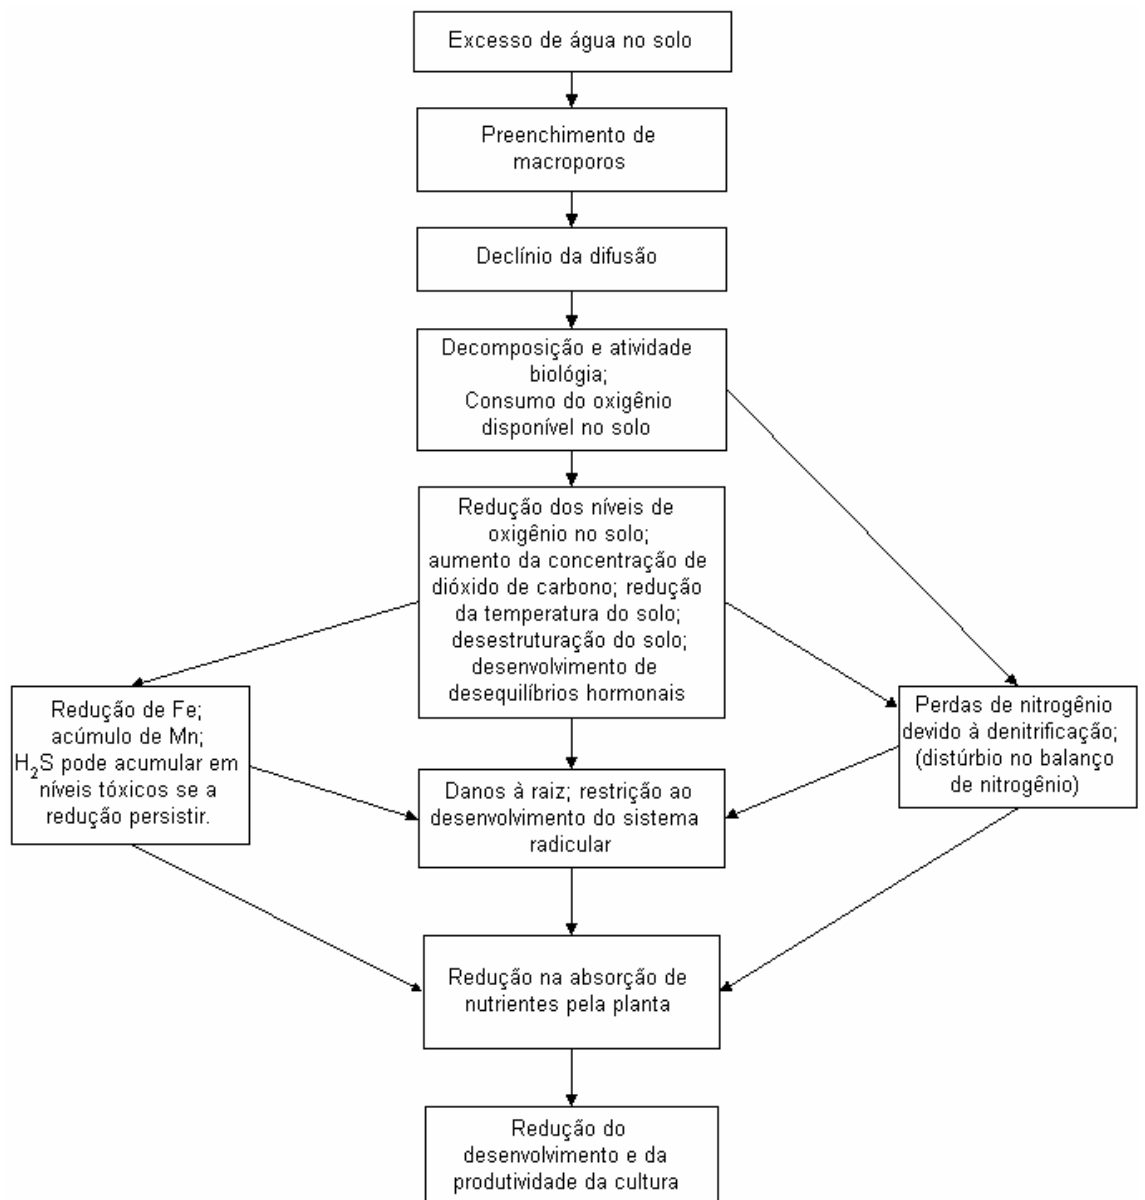 Excesso de água no solo
Preenchimento de
macroporos
Declínio da difusão
Decomposição e atividade
biológia;
Consumo do oxigênio
disponível no solo
Redução dos níveis de
oxigênio no solo;
aumento da concentração de
dióxido de carbono; redução
da temperatura do solo;
desestruturação do solo;
desenvolvimento de
desequilíbrios hormonais
Redução de Fe;
acúmulo de Mn;
H₂S pode acumular em
níveis tóxicos se a
redução persistir.
Perdas de nitrogênio
devido à denitrificação;
(distúrbio no balanço
de nitrogênio)
Danos à raiz; restrição ao
desenvolvimento do sistema
radicular
Redução na absorção de
nutrientes pela planta
Redução do
desenvolvimento e da
produtividade da cultura